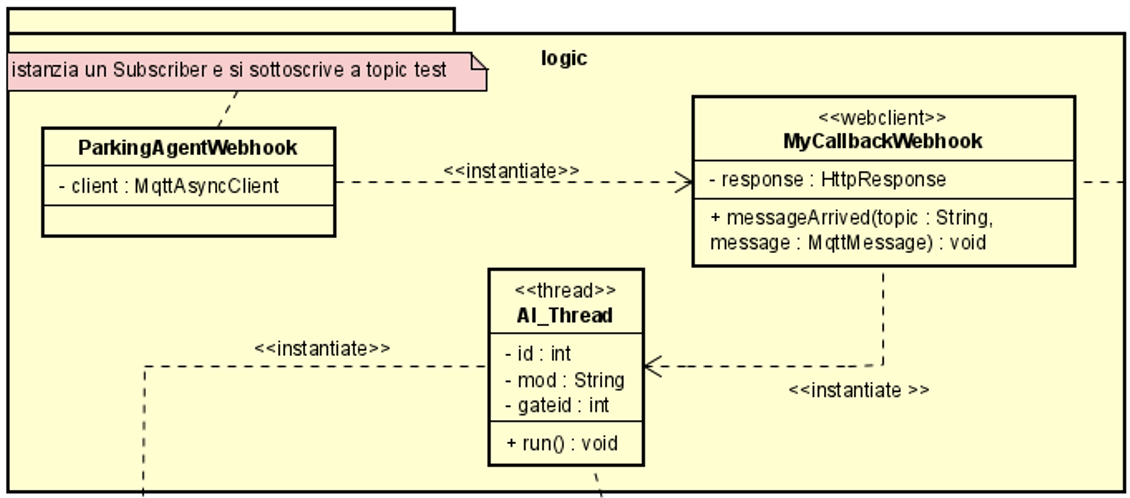 logic
istanzia un Subscriber e si sottoscrive a topic test
ParkingAgentWebhook
- client : MqttAsyncClient
<<instantiate>>
<<webclient>>
MyCallbackWebhook
- response : HttpResponse
+ messageArrived(topic : String,
message : MqttMessage) : void
<<thread>>
AI_Thread
- id : int
- mod : String
- gateid : int
+ run() : void
<<instantiate>>
<<instantiate >>